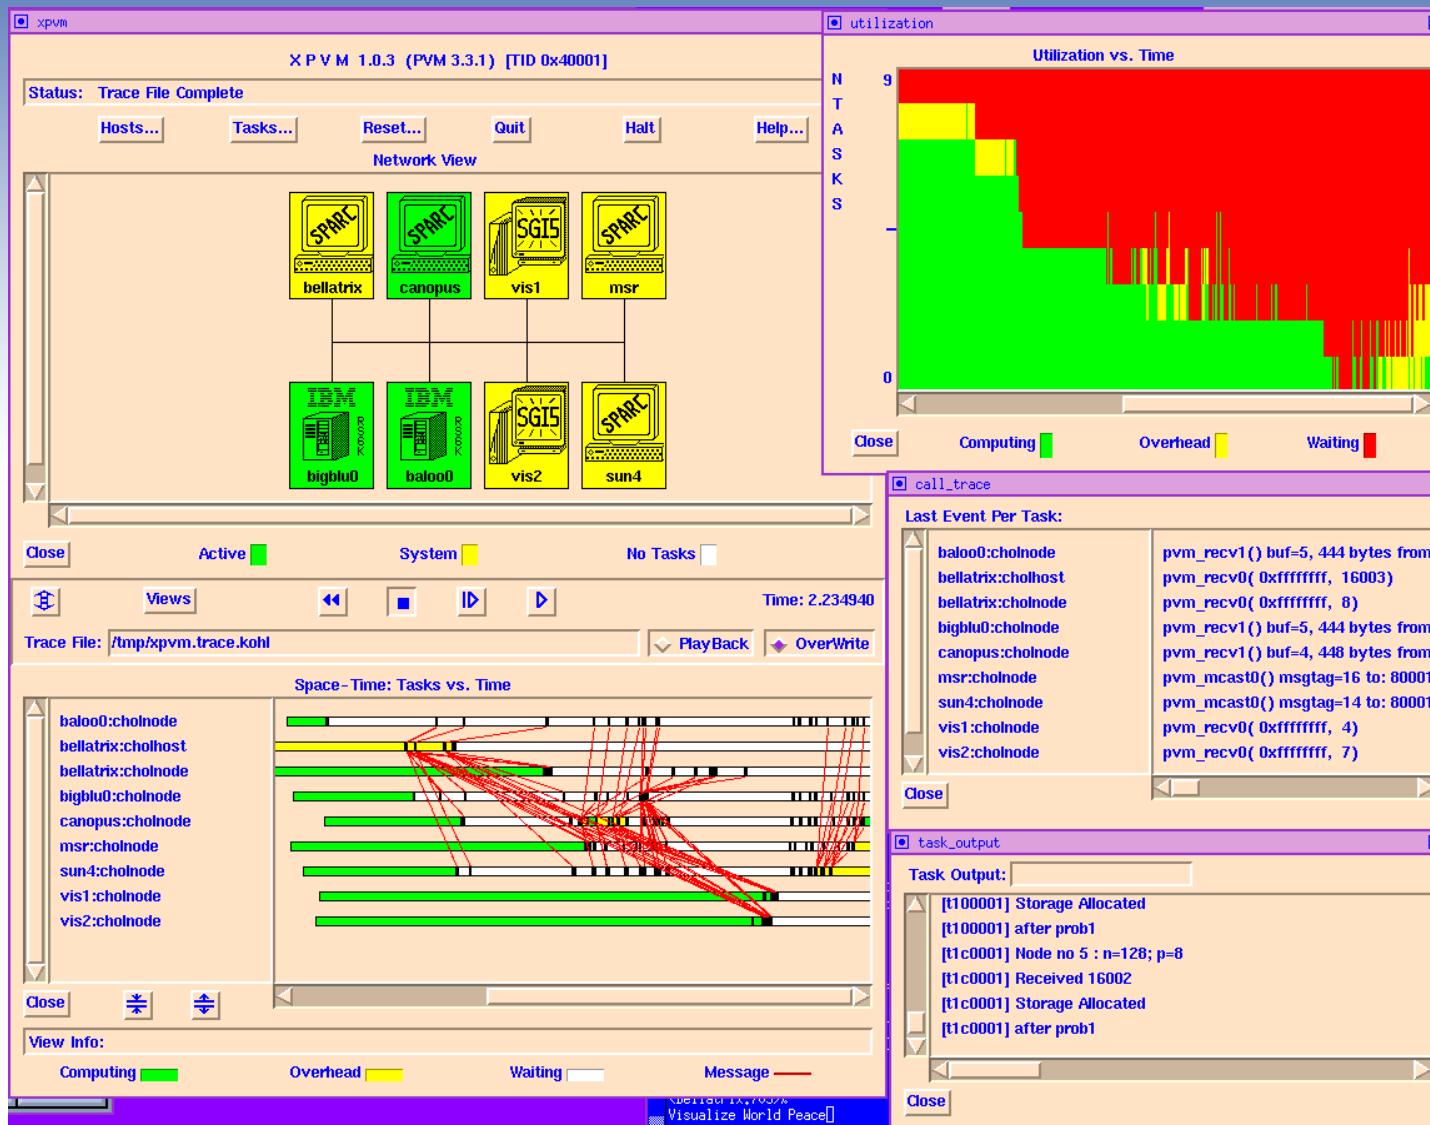 xpvm
X P V M 1.0.3 (PVM 3.3.1) [TID 0x40001]
Status: Trace File Complete
Hosts... Tasks... Reset... Quit Halt Help...
Network View
SPARC SPARC SGI5 SPARC
bellatrix canopus vis1 msr
IBM IBM SGI5 SPARC
RS6K RS6K
bigblu0 baloo0 vis2 sun4
Close Active System No Tasks
Views Time: 2.234940
Trace File: /tmp/xpvm.trace.kohl PlayBack OverWrite
Space-Time: Tasks vs. Time
baloo0:cholnode
bellatrix:cholhost
bellatrix:cholnode
bigblu0:cholnode
canopus:cholnode
msr:cholnode
sun4:cholnode
vis1:cholnode
vis2:cholnode
Close
View Info:
Computing Overhead Waiting Message
utilization
Utilization vs. Time
N T A S K S
9
0
Close Computing Overhead Waiting
call_trace
Last Event Per Task:
baloo0:cholnode pvm_recv1() buf=5, 444 bytes from
bellatrix:cholhost pvm_recv0( 0xffffffff, 16003)
bellatrix:cholnode pvm_recv0( 0xffffffff, 8)
bigblu0:cholnode pvm_recv1() buf=5, 444 bytes from
canopus:cholnode pvm_recv1() buf=4, 448 bytes from
msr:cholnode pvm_mcast0() msgtag=16 to: 80001
sun4:cholnode pvm_mcast0() msgtag=14 to: 80001
vis1:cholnode pvm_recv0( 0xffffffff, 4)
vis2:cholnode pvm_recv0( 0xffffffff, 7)
Close
task_output
Task Output:
[t100001] Storage Allocated
[t100001] after prob1
[t1c0001] Node no 5 : n=128; p=8
[t1c0001] Received 16002
[t1c0001] Storage Allocated
[t1c0001] after prob1
Close
Visualize World Peace